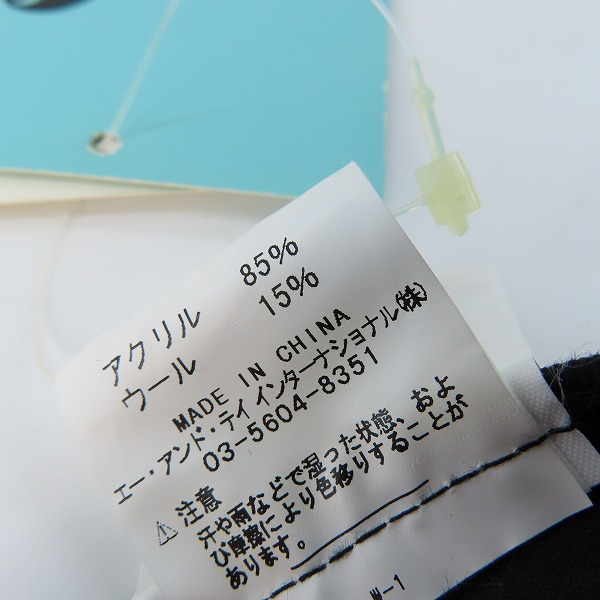 アクリル 85%
ウール 15%
MADE IN CHINA
エー・アンド・テイ インターナショナル(株)
03-5604-8351
⚠ 注意
汗や雨などで湿った状態、およ
び摩擦により色移りすることが
あります。
W-1